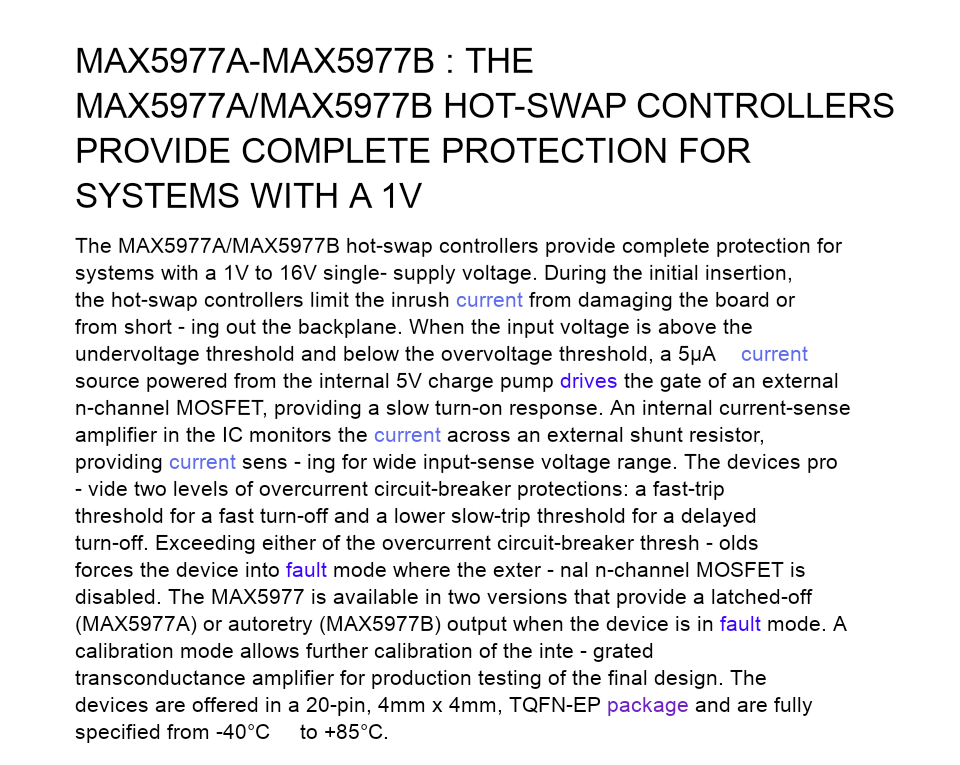 MAX5977A-MAX5977B : THE
MAX5977A/MAX5977B HOT-SWAP CONTROLLERS
PROVIDE COMPLETE PROTECTION FOR
SYSTEMS WITH A 1V
The MAX5977A/MAX5977B hot-swap controllers provide complete protection for
systems with a 1V to 16V single- supply voltage. During the initial insertion,
the hot-swap controllers limit the inrush current from damaging the board or
from short - ing out the backplane. When the input voltage is above the
undervoltage threshold and below the overvoltage threshold, a 5µA current
source powered from the internal 5V charge pump drives the gate of an external
n-channel MOSFET, providing a slow turn-on response. An internal current-sense
amplifier in the IC monitors the current across an external shunt resistor,
providing current sens - ing for wide input-sense voltage range. The devices pro
- vide two levels of overcurrent circuit-breaker protections: a fast-trip
threshold for a fast turn-off and a lower slow-trip threshold for a delayed
turn-off. Exceeding either of the overcurrent circuit-breaker thresh - olds
forces the device into fault mode where the exter - nal n-channel MOSFET is
disabled. The MAX5977 is available in two versions that provide a latched-off
(MAX5977A) or autoretry (MAX5977B) output when the device is in fault mode. A
calibration mode allows further calibration of the inte - grated
transconductance amplifier for production testing of the final design. The
devices are offered in a 20-pin, 4mm x 4mm, TQFN-EP package and are fully
specified from -40°C to +85°C.